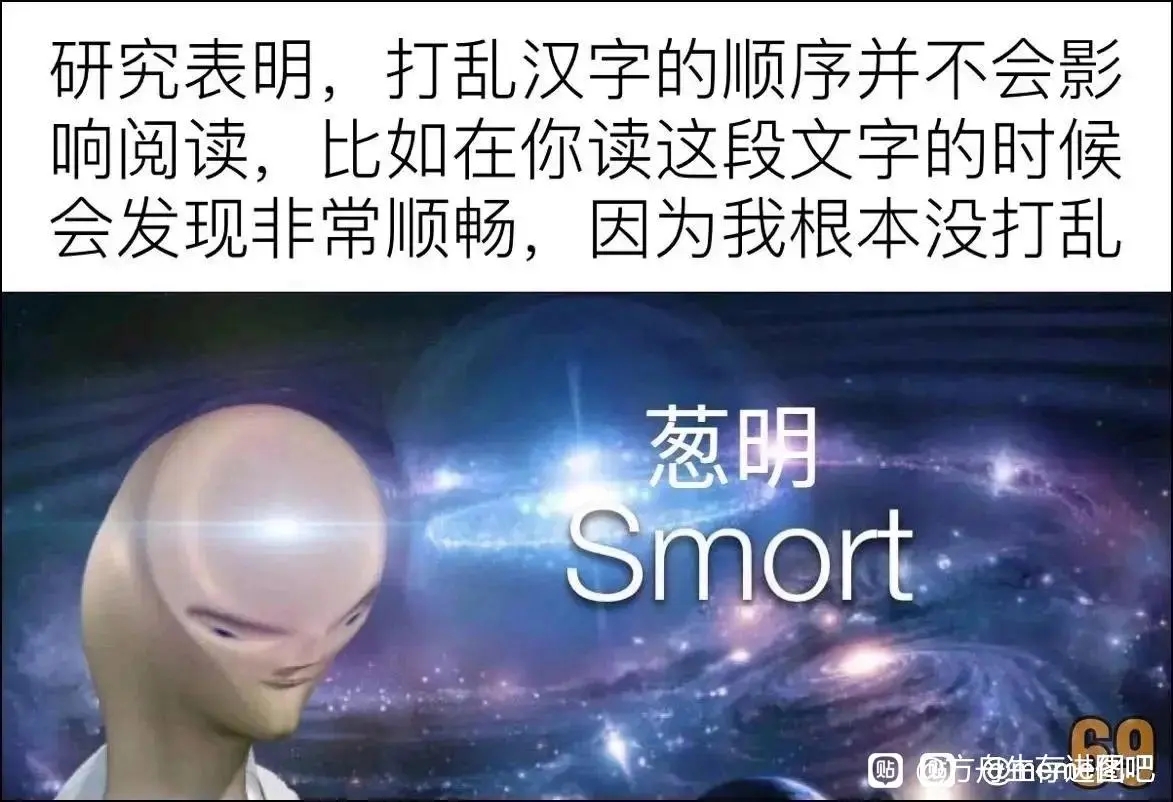 研究表明，打乱汉字的顺序并不会影
响阅读，比如在你读这段文字的时候
会发现非常顺畅，因为我根本没打乱
葱明
Smort
69